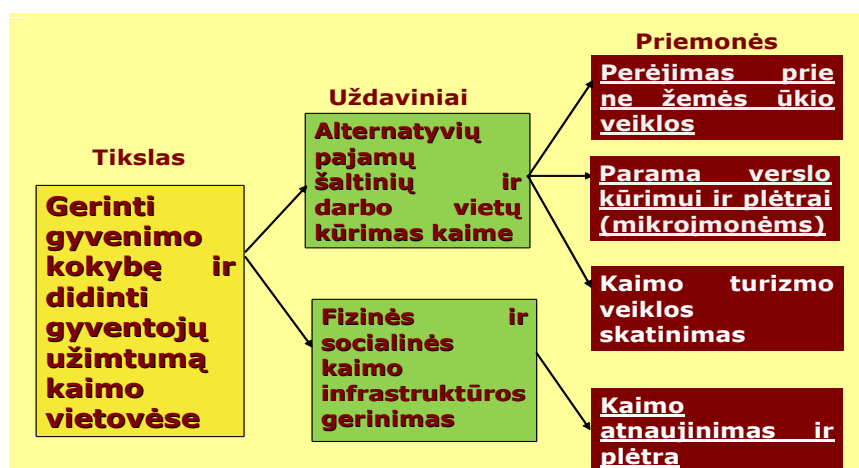 Tikslas
Gerinti
gyvenimo
kokybę ir
didinti
gyventojų
užimtumą
kaimo
vietovėse
Uždaviniai
Alternatyvių
pajamų
šaltinių ir
darbo vietų
kūrimas kaime
Fizinės ir
socialinės
kaimo
infrastruktūros
gerinimas
Priemonės
Perėjimas prie
ne žemės ūkio
veiklos
Parama verslo
kūrimui ir plėtrai
(mikroįmonėms)
Kaimo turizmo
veiklos
skatinimas
Kaimo
atnaujinimas ir
plėtra